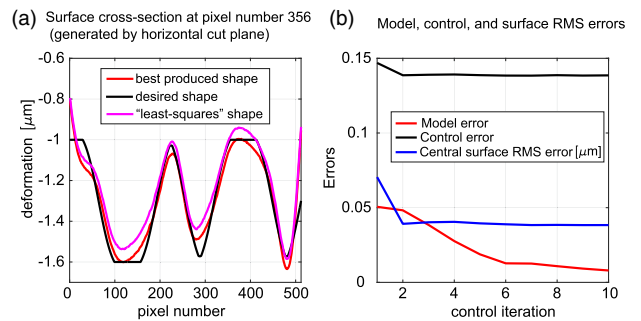 (a) Surface cross-section at pixel number 356
(generated by horizontal cut plane)
-0.6
-0.8
-1
-1.2
-1.4
-1.6
deformation [μm]
best produced shape
desired shape
"least-squares" shape
0 100 200 300 400 500
pixel number
(b) Model, control, and surface RMS errors
0.15
0.1
0.05
0
Errors
Model error
Control error
Central surface RMS error[μm]
2 4 6 8 10
control iteration